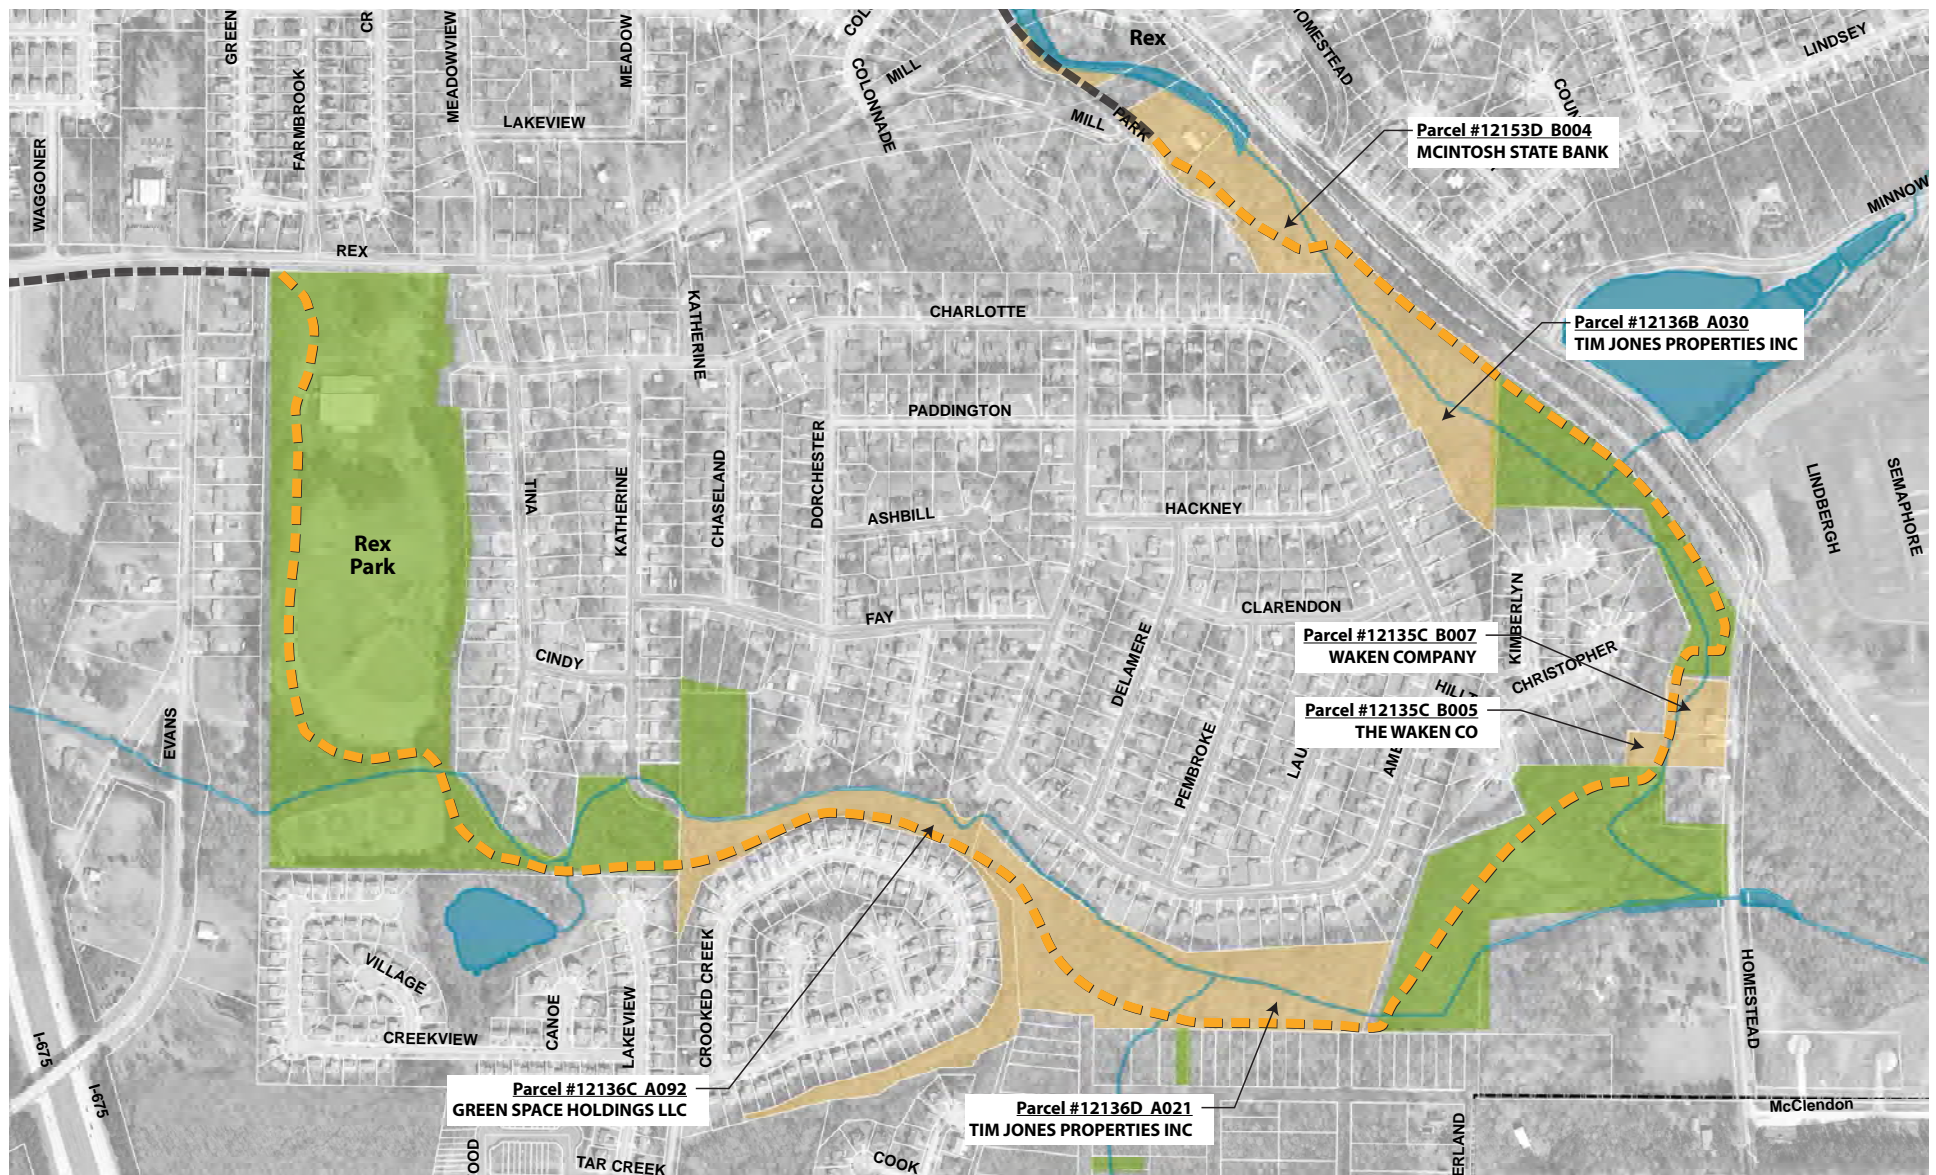 GREEN
CR
MEADOWVIEW
MEADOW
FARMBROOK
WAGGONER
LAKEVIEW
COLONNADE
MILL
Rex
HOMESTEAD
LINDSEY
MINNOW
MILL
PARK
REX
Parcel #12153D B004
MCINTOSH STATE BANK
Parcel #12136B A030
TIM JONES PROPERTIES INC
KATHERINE
CHARLOTTE
PADDINGTON
DORCHESTER
CHASELAND
KATHERINE
TINA
ASHBILL
HACKNEY
LINDBERGH
SEMAPHORE
Rex
Park
FAY
CINDY
CLARENDON
KIMBERLYN
CHRISTOPHER
DELAMERE
PEMBROKE
Parcel #12135C B007
WAKEN COMPANY
Parcel #12135C B005
THE WAKEN CO
EVANS
VILLAGE
CREEKVIEW
CANOE
LAKEVIEW
CROOKED CREEK
HOMESTEAD
I-675
I-675
Parcel #12136C A092
GREEN SPACE HOLDINGS LLC
Parcel #12136D A021
TIM JONES PROPERTIES INC
McClendon
OOD
TAR CREEK
COOK
ERLAND